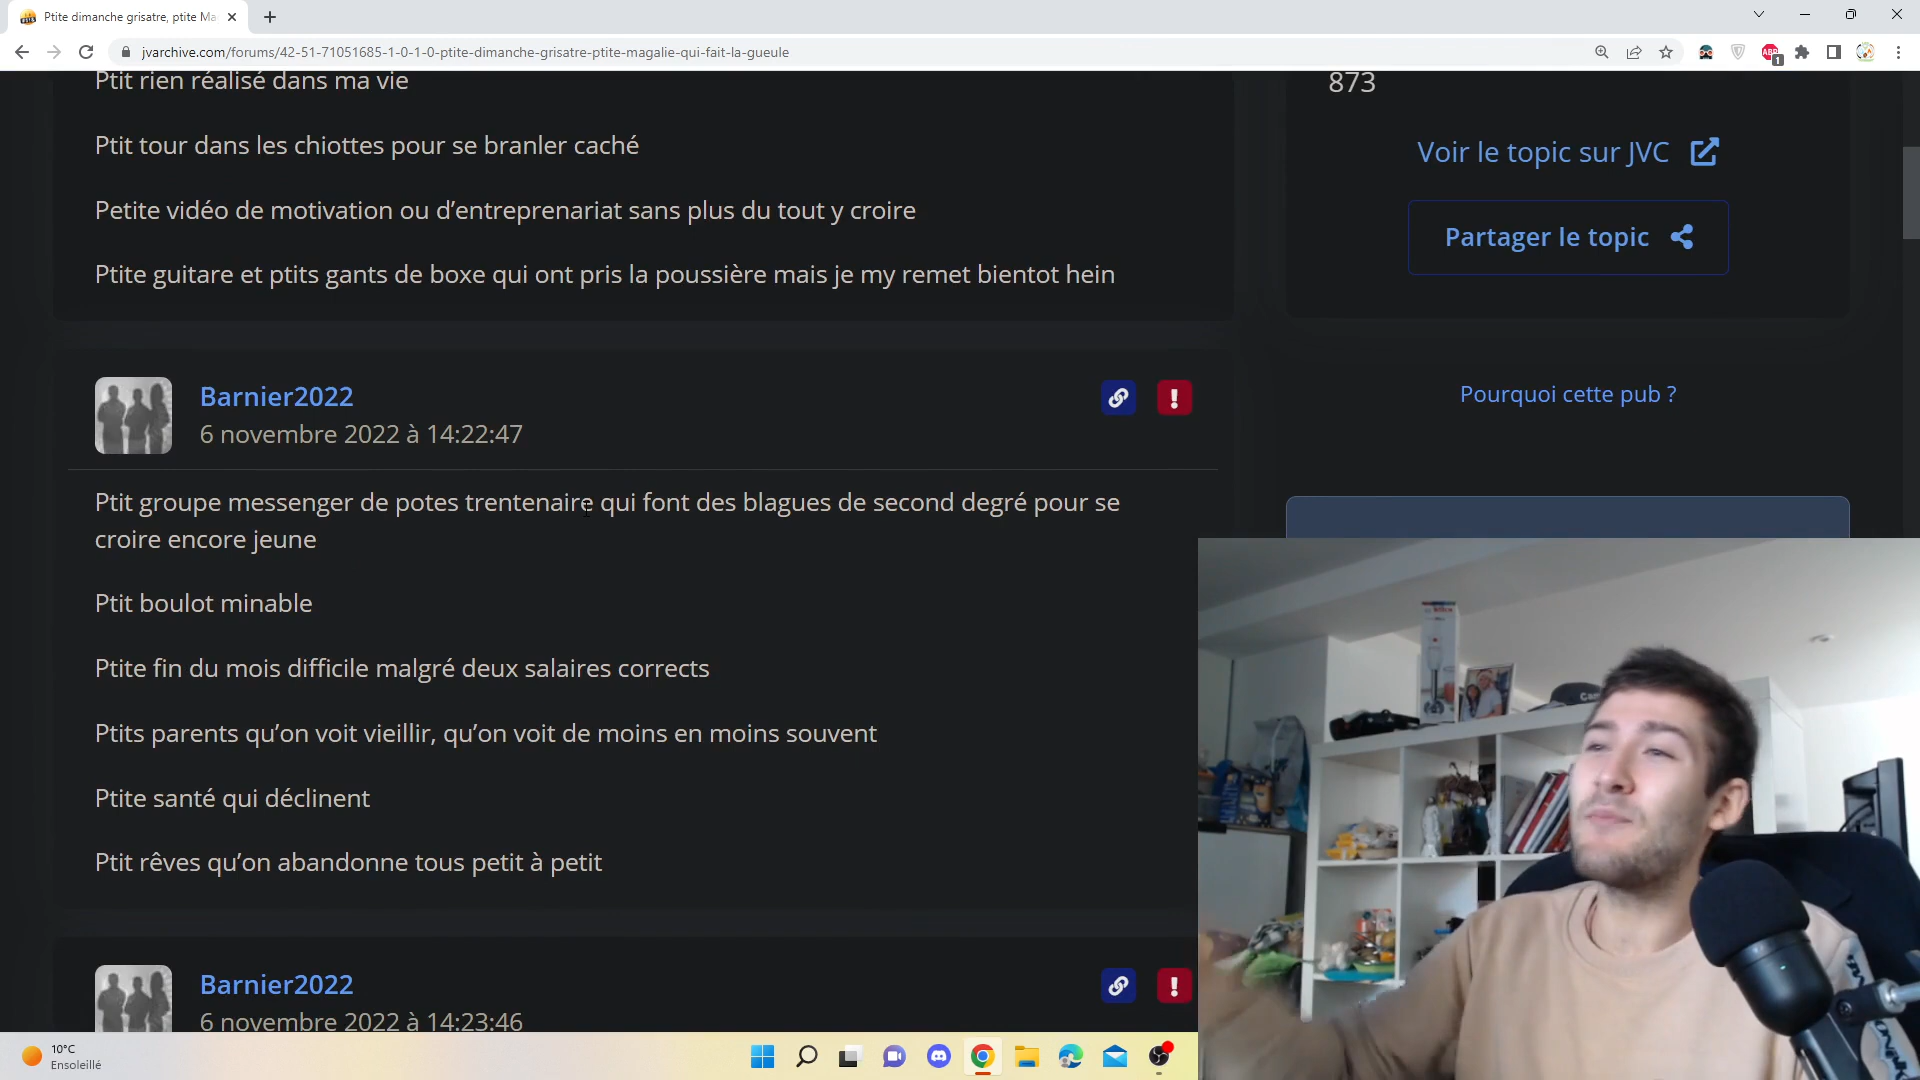 Ptite dimanche grisatre, ptite Ma
jvarchive.com/forums/42-51-71051685-1-0-1-0-ptite-dimanche-grisatre-ptite-magalie-qui-fait-la-gueule
ABP
1
Ptit rien réalisé dans ma vie
Ptit tour dans les chiottes pour se branler caché
Petite vidéo de motivation ou d’entreprenariat sans plus du tout y croire
Ptite guitare et ptits gants de boxe qui ont pris la poussière mais je my remet bientot hein
873
Voir le topic sur JVC
Partager le topic
Pourquoi cette pub ?
Barnier2022
6 novembre 2022 à 14:22:47
Ptit groupe messenger de potes trentenaire qui font des blagues de second degré pour se
croire encore jeune
Ptit boulot minable
Ptite fin du mois difficile malgré deux salaires corrects
Ptits parents qu’on voit vieillir, qu’on voit de moins en moins souvent
Ptite santé qui déclinent
Ptit rêves qu’on abandonne tous petit à petit
Barnier2022
6 novembre 2022 à 14:23:46
10°C
Ensoleillé